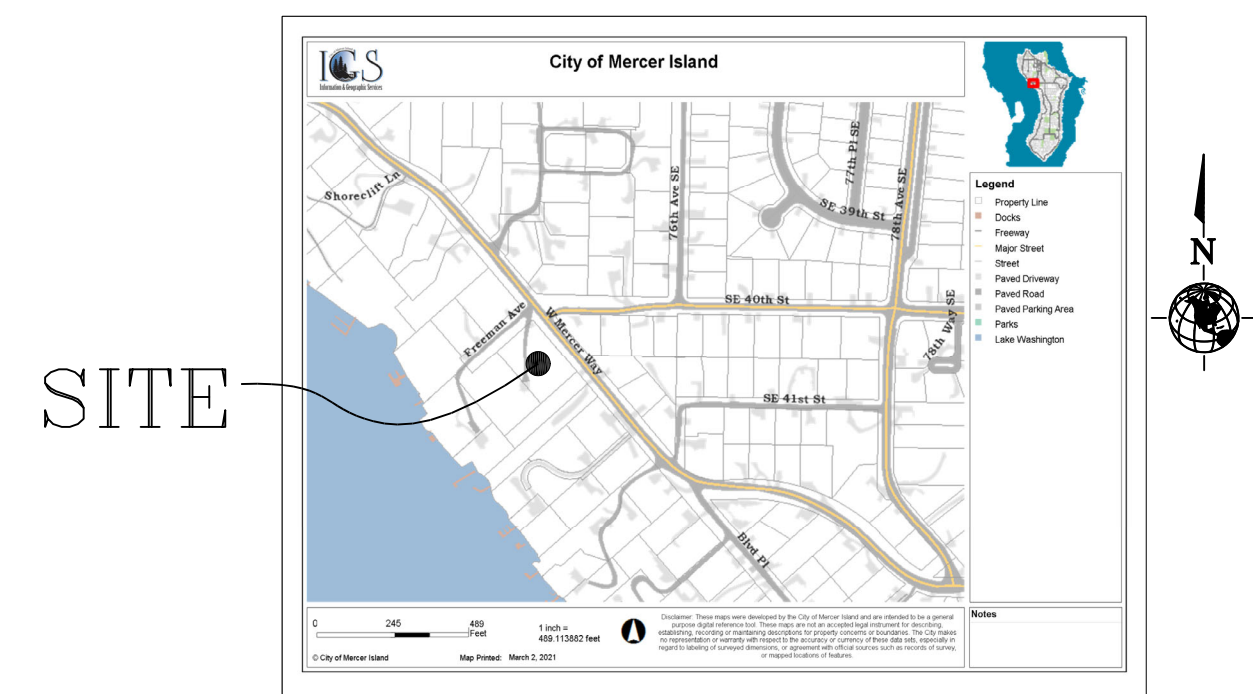 IGS
Information & Geographic Services
City of Mercer Island
Shoreclift Ln
76th Ave SE
77th Pl SE
SE 39th St
78th Ave SE
SE 40th St
78th Way SE
Freeman Ave
W Mercer Way
SE 41st St
Blvd Pl
SITE
N
Legend
Property Line
Docks
Freeway
Major Street
Street
Paved Driveway
Paved Road
Paved Parking Area
Parks
Lake Washington
0 245 489
Feet
1 inch =
489.113882 feet
© City of Mercer Island Map Printed: March 2, 2021
Disclaimer: These maps were developed by the City of Mercer Island and are intended to be a general
purpose digital reference tool. These maps are not an accepted legal instrument for describing,
establishing, recording or maintaining descriptions for property concerns or boundaries. The City makes
no representation or warranty with respect to the accuracy or currency of these data sets, especially in
regard to labeling of surveyed dimensions, or agreement with official sources such as records of survey,
or mapped locations of features.
Notes